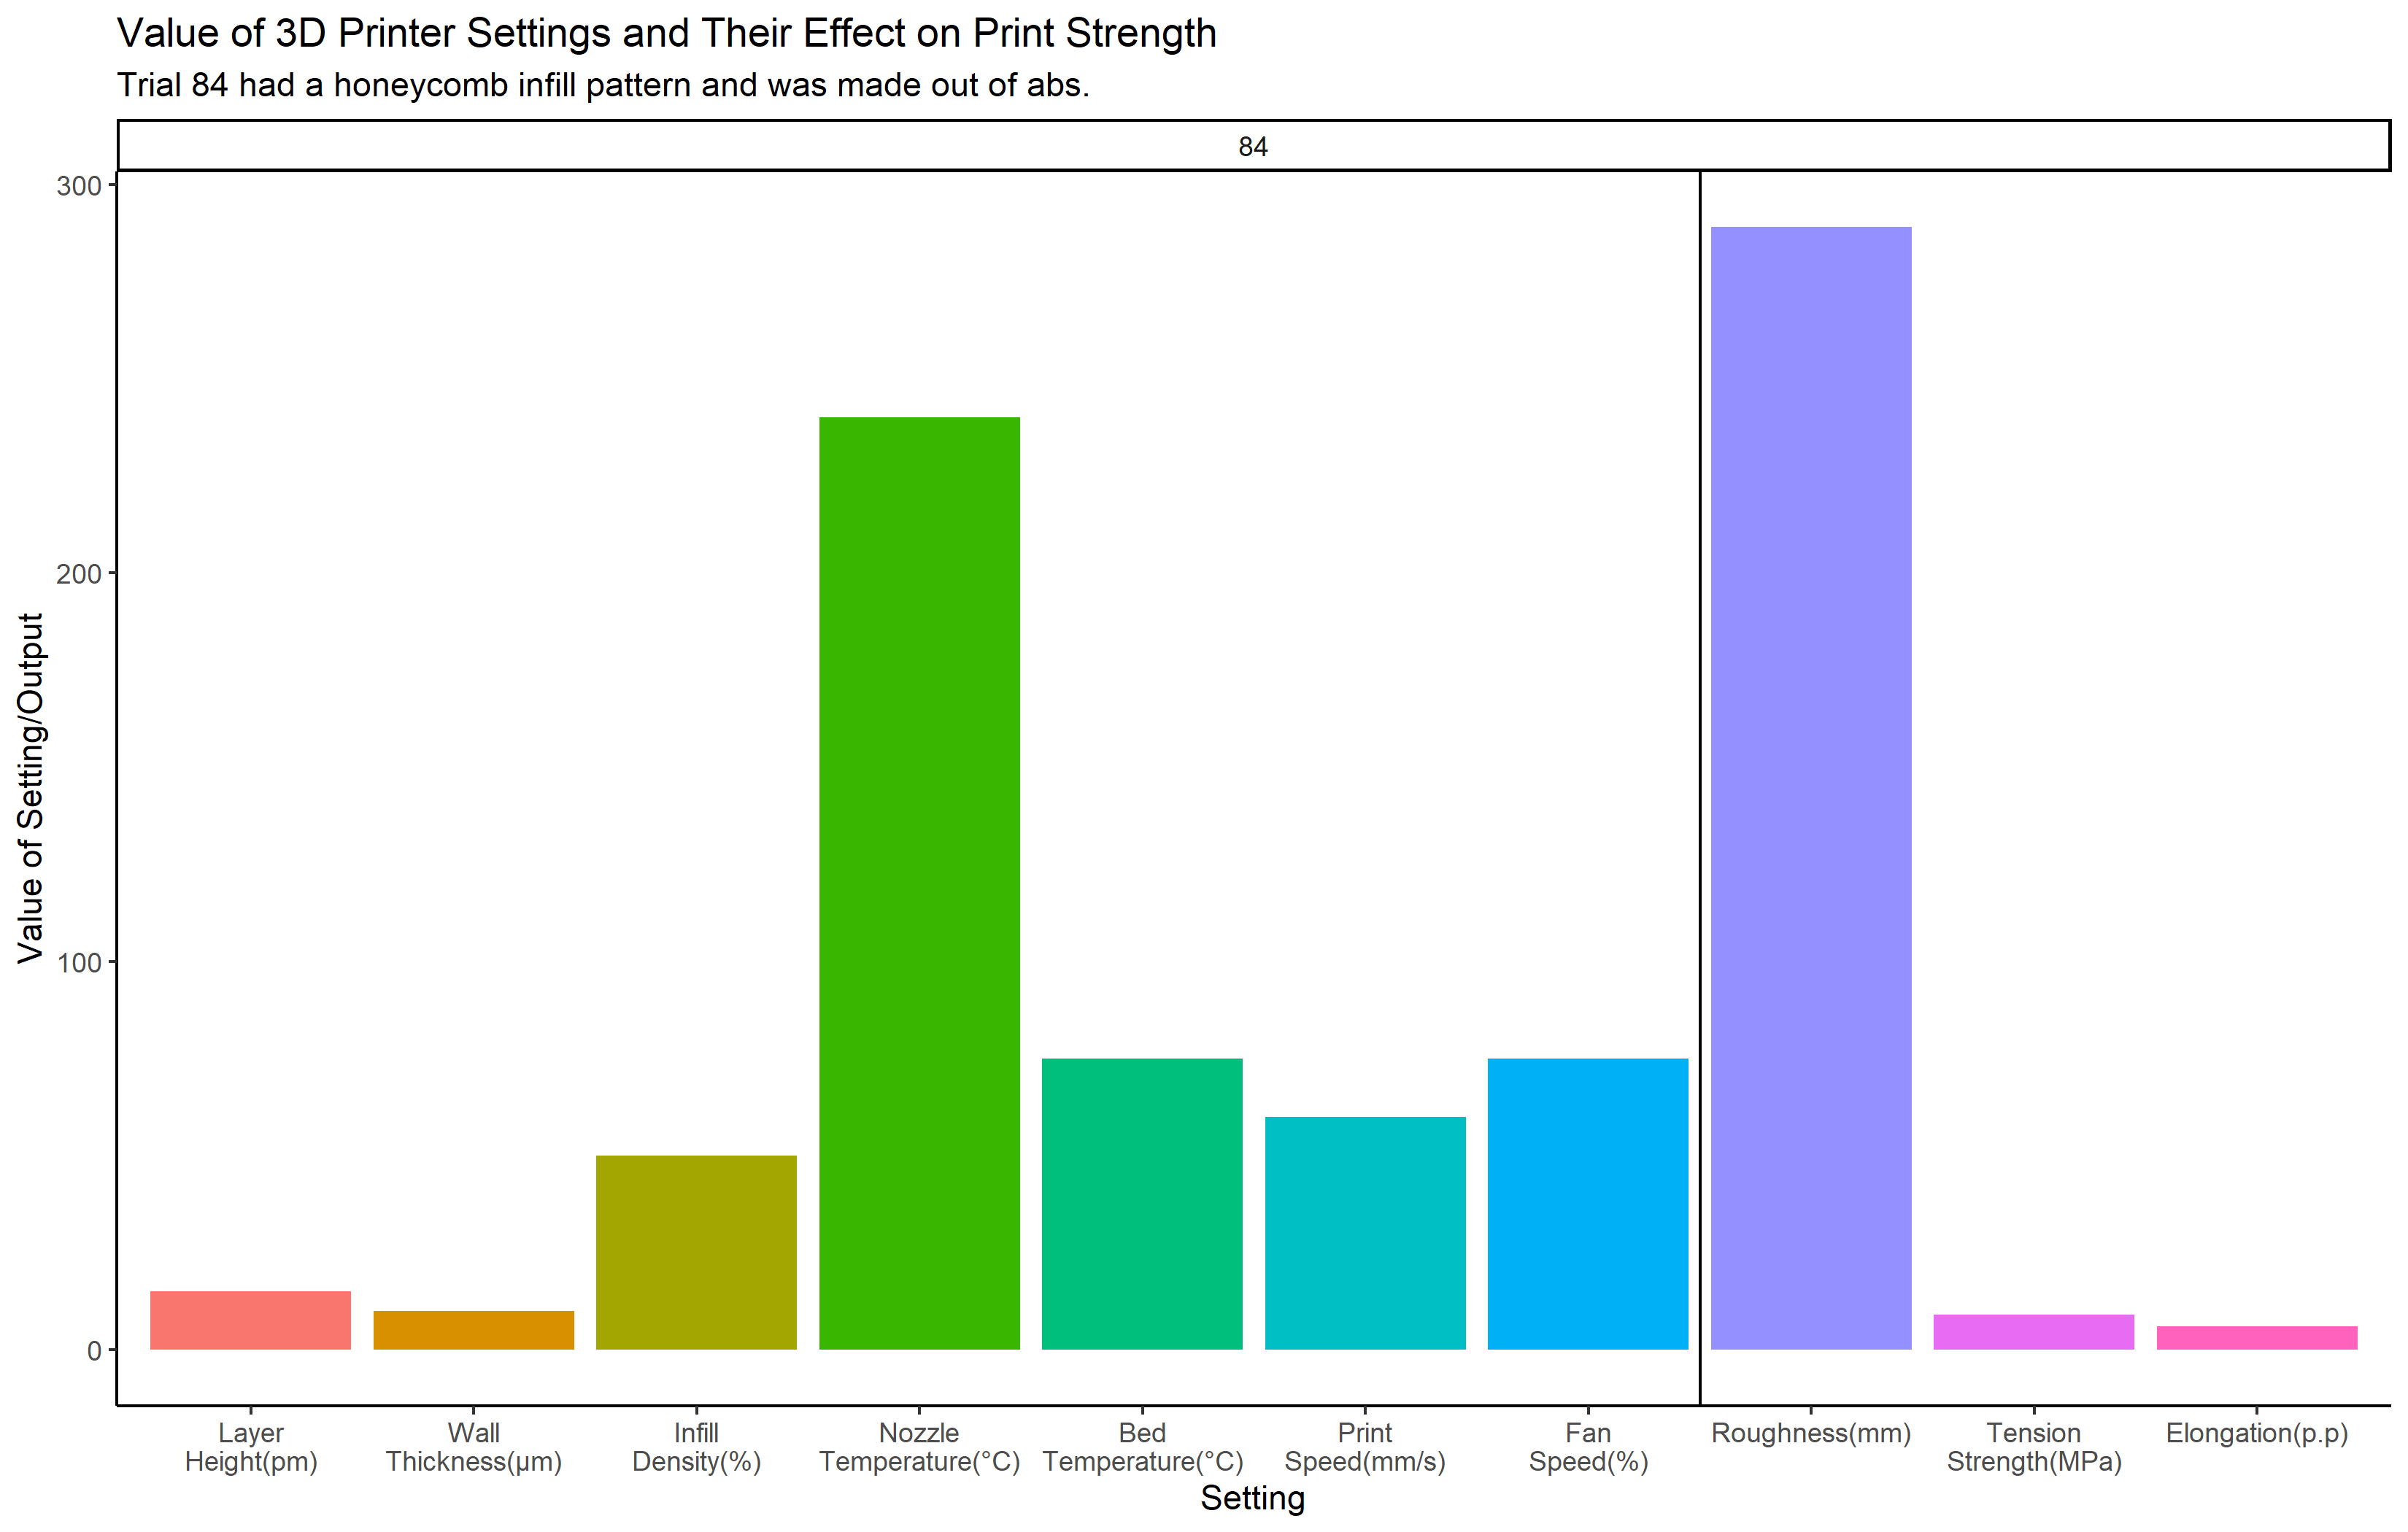 Value of 3D Printer Settings and Their Effect on Print Strength
Trial 84 had a honeycomb infill pattern and was made out of abs.
84
Value of Setting/Output
300
200
100
0
Layer
Height(pm)
Wall
Thickness(µm)
Infill
Density(%)
Nozzle
Temperature(°C)
Bed
Temperature(°C)
Print
Speed(mm/s)
Fan
Speed(%)
Roughness(mm)
Tension
Strength(MPa)
Elongation(p.p)
Setting